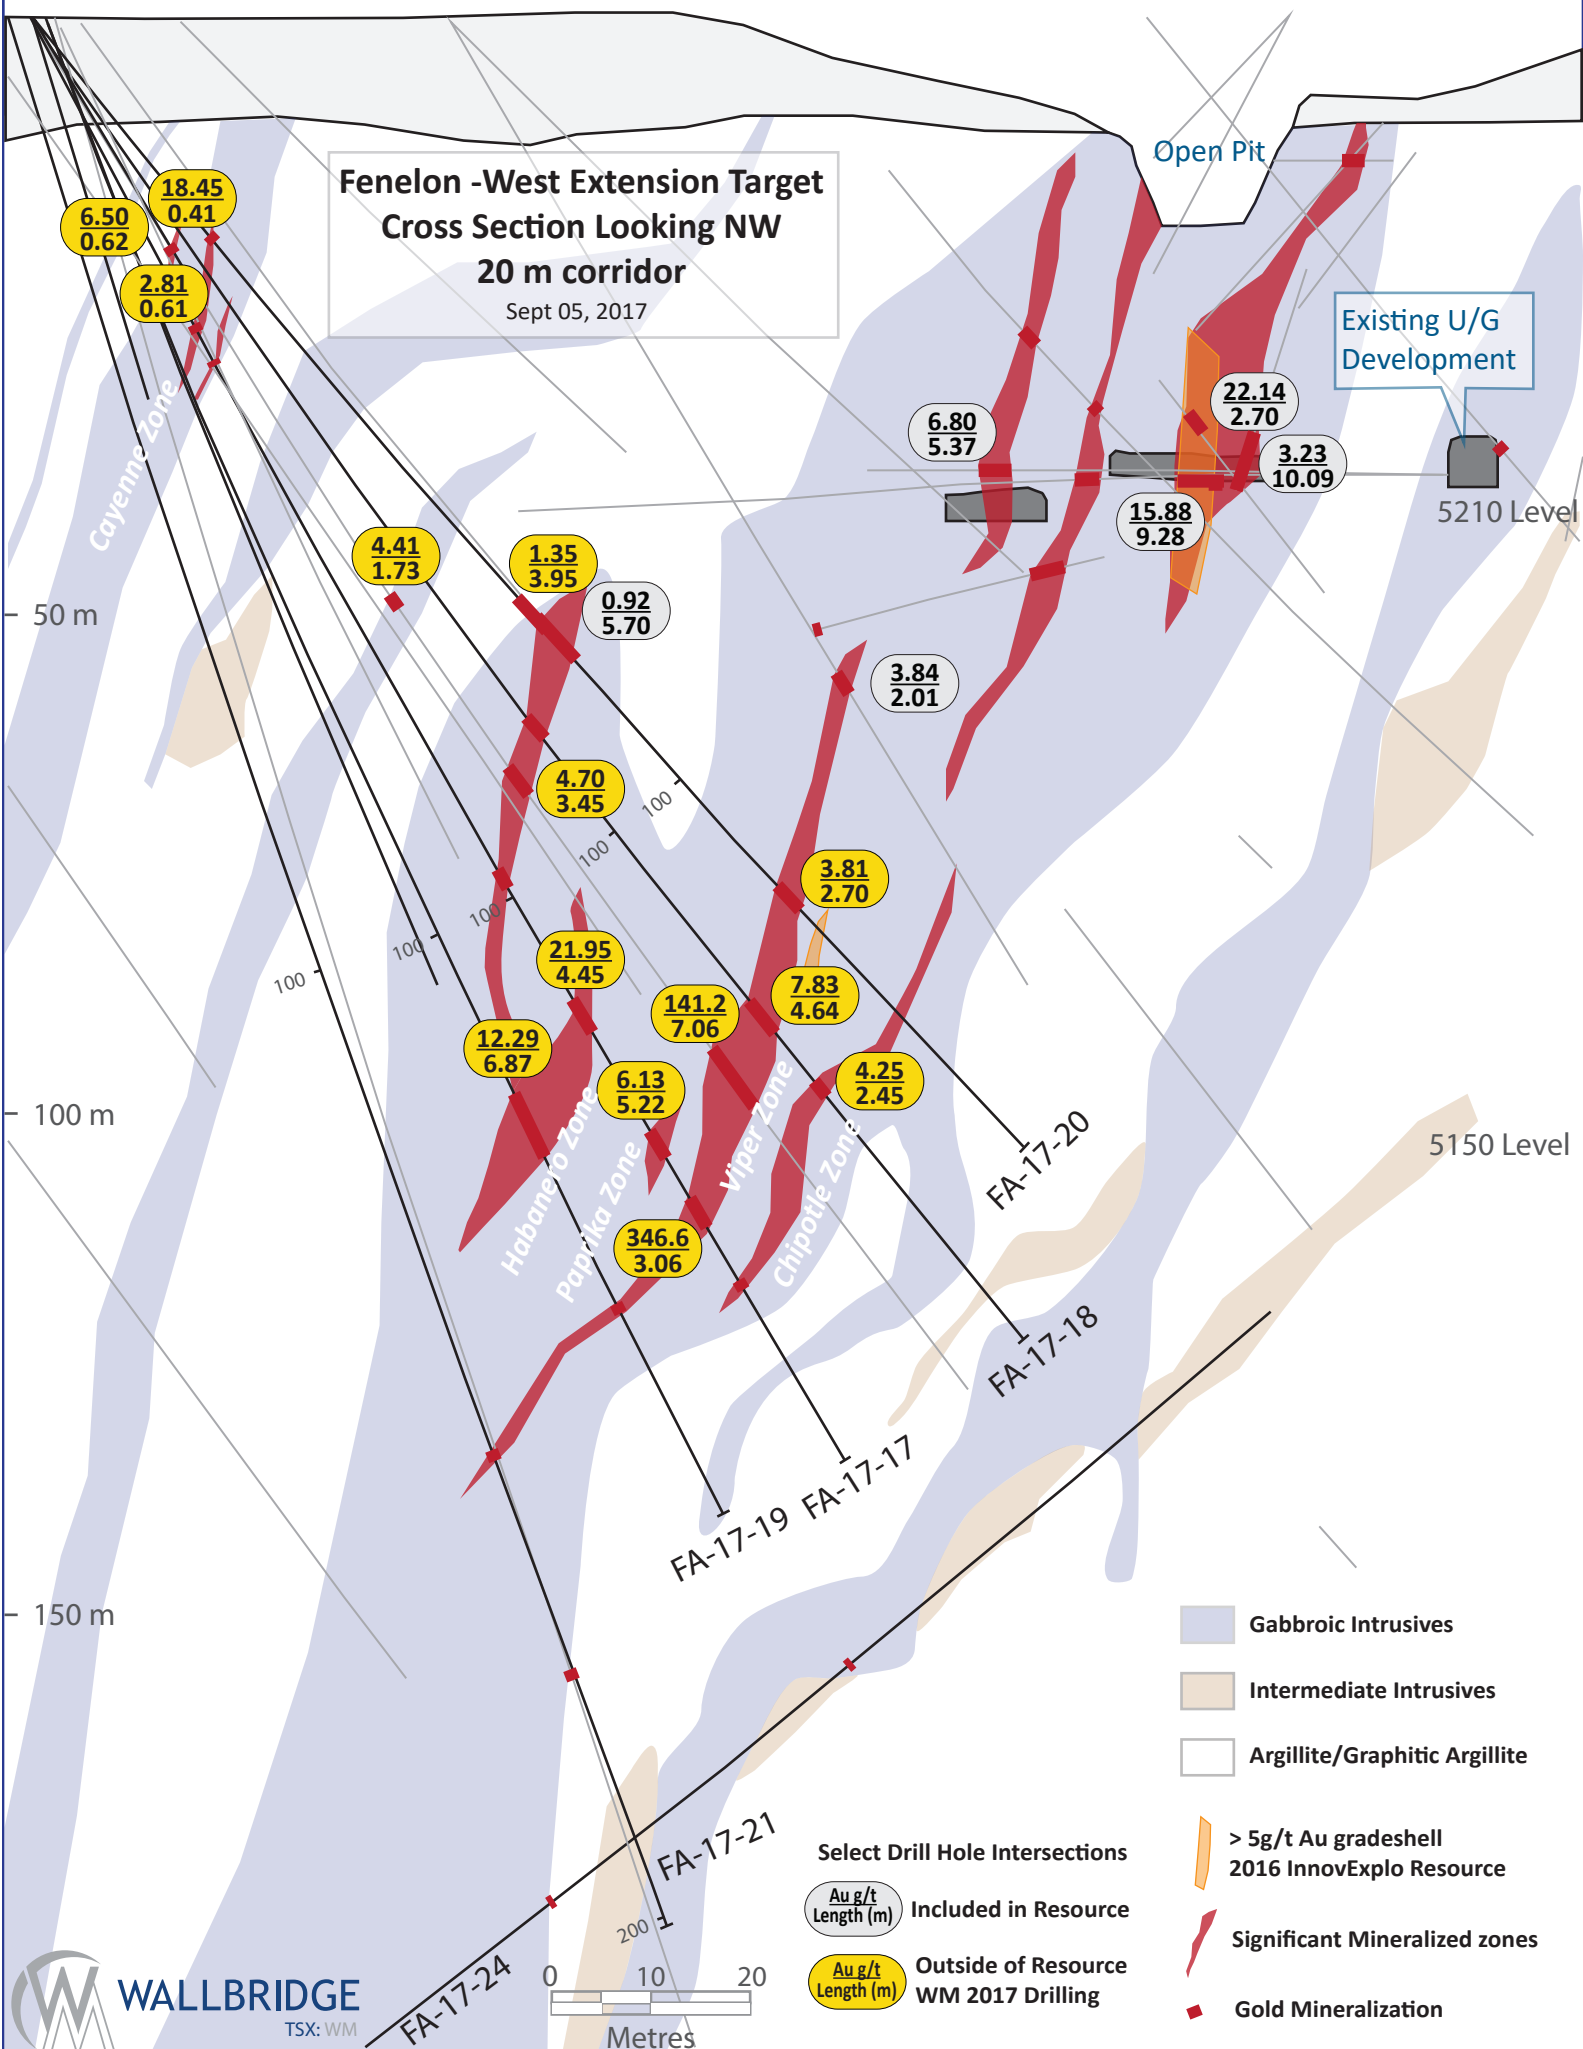 Open Pit
Fenelon -West Extension Target
Cross Section Looking NW
20 m corridor
Sept 05, 2017
18.45
0.41
6.50
0.62
2.81
0.61
Existing U/G
Development
22.14
2.70
6.80
5.37
3.23
10.09
15.88
9.28
5210 Level
Cayenne Zone
4.41
1.73
1.35
3.95
0.92
5.70
50 m
3.84
2.01
4.70
3.45
100
100
3.81
2.70
100
100
100
21.95
4.45
7.83
4.64
141.2
7.06
12.29
6.87
6.13
5.22
4.25
2.45
100 m
5150 Level
Habanero Zone
Paprika Zone
Viper Zone
Chipotle Zone
346.6
3.06
FA-17-20
FA-17-18
FA-17-17
FA-17-19
150 m
FA-17-21
200
FA-17-24
Gabbroic Intrusives
Intermediate Intrusives
Argillite/Graphitic Argillite
> 5g/t Au gradeshell
2016 InnovExplo Resource
Significant Mineralized zones
Gold Mineralization
Select Drill Hole Intersections
Au g/t
Length (m)
Included in Resource
Au g/t
Length (m)
Outside of Resource
WM 2017 Drilling
0 10 20
Metres
WALLBRIDGE
TSX: WM